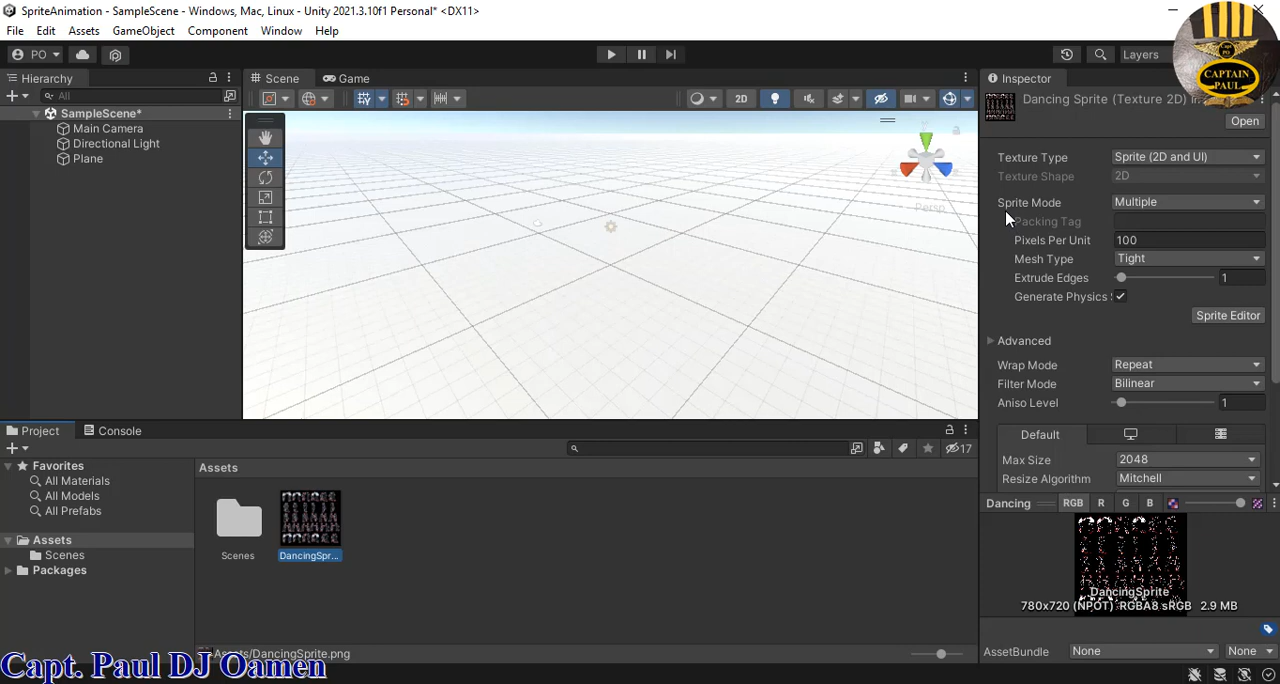 SpriteAnimation - SampleScene - Windows, Mac, Linux - Unity 2021.3.10f1 Personal* <DX11>
File Edit Assets GameObject Component Window Help
PO Layers
Capt Paul
CAPTAIN PAUL
Hierarchy Scene Game Inspector
All 2D
Dancing Sprite (Texture 2D) Im
Open
SampleScene*
Main Camera
Directional Light
Plane
Persp
Texture Type Sprite (2D and UI)
Texture Shape 2D
Sprite Mode Multiple
Packing Tag
Pixels Per Unit 100
Mesh Type Tight
Extrude Edges 1
Generate Physics S
Sprite Editor
Advanced
Wrap Mode Repeat
Filter Mode Bilinear
Aniso Level 1
Default
Max Size 2048
Resize Algorithm Mitchell
Project Console
17
Favorites
All Materials
All Models
All Prefabs
Assets
Scenes
Packages
Assets
Scenes DancingSpr...
Assets/DancingSprite.png
Dancing RGB R G B
DancingSprite
780x720 (NPOT) RGBA8 sRGB 2.9 MB
AssetBundle None None
Capt. Paul DJ Oamen